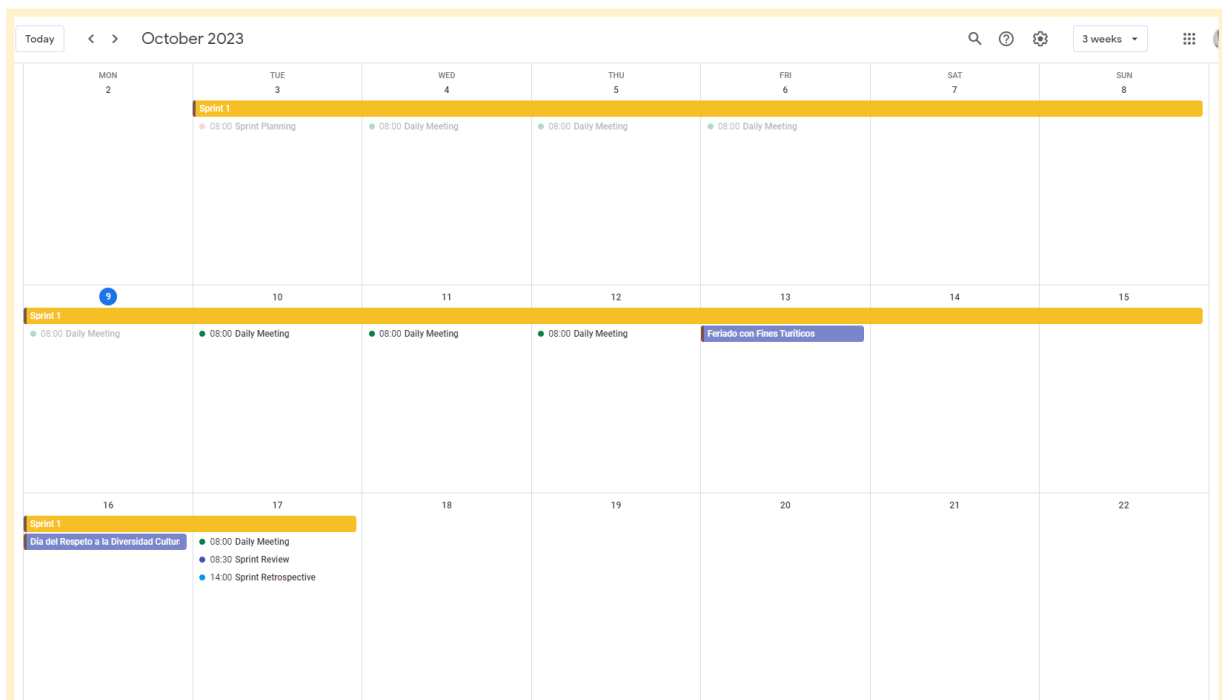 Today
October 2023
3 weeks
MON TUE WED THU FRI SAT SUN
2 3 4 5 6 7 8
Sprint 1
08:00 Sprint Planning 08:00 Daily Meeting 08:00 Daily Meeting 08:00 Daily Meeting
9 10 11 12 13 14 15
Sprint 1
08:00 Daily Meeting 08:00 Daily Meeting 08:00 Daily Meeting 08:00 Daily Meeting Feriado con Fines Turíticos
16 17 18 19 20 21 22
Sprint 1
Día del Respeto a la Diversidad Cultur 08:00 Daily Meeting
08:30 Sprint Review
14:00 Sprint Retrospective